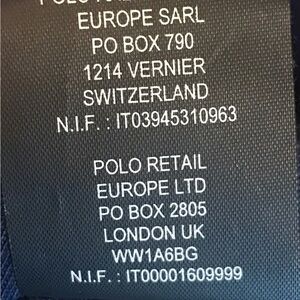 POLO
EUROPE SARL
PO BOX 790
1214 VERNIER
SWITZERLAND
N.I.F. : IT03945310963
POLO RETAIL
EUROPE LTD
PO BOX 2805
LONDON UK
WW1A6BG
N.I.F. : IT00001609999